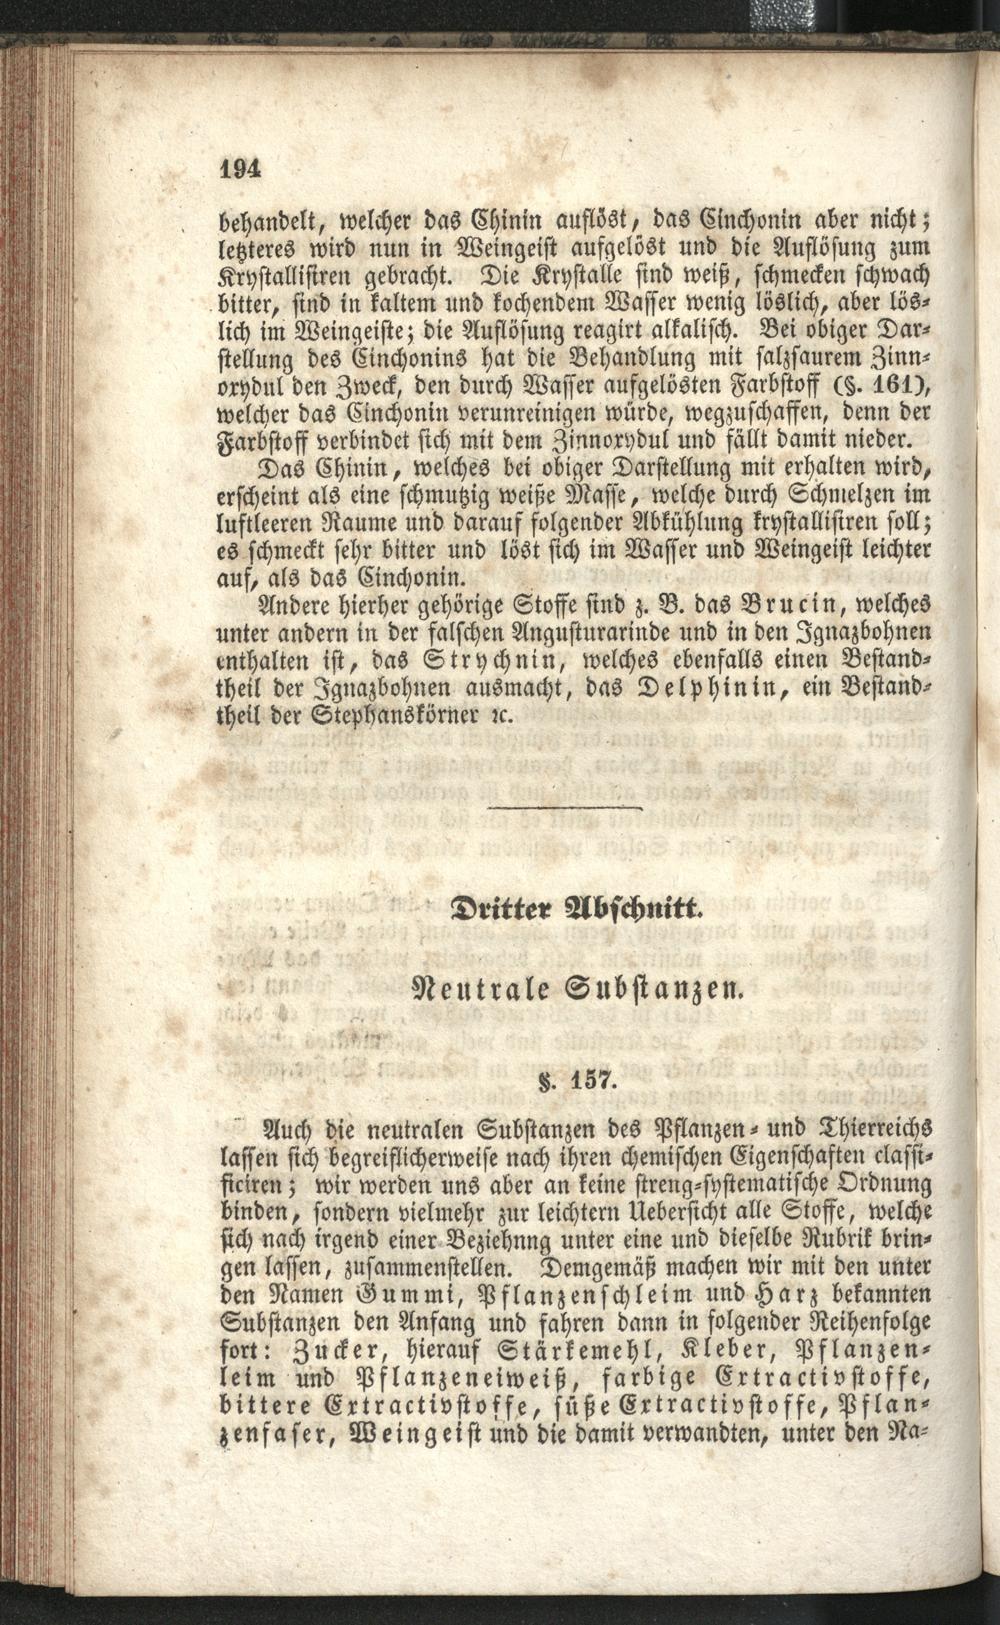 194
behandelt, welcher das Chinin auflöst, das Cinchonin aber nicht;
letzteres wird nun in Weingeist aufgelöst und die Auflösung zum
Krystallisiren gebracht. Die Krystalle sind weiß, schmecken schwach
bitter, sind in kaltem und kochendem Wasser wenig löslich, aber lös-
lich im Weingeiste; die Auflösung reagirt alkalisch. Bei obiger Dar-
stellung des Cinchonins hat die Behandlung mit salzsaurem Zinn-
oxydul den Zweck, den durch Wasser aufgelösten Farbstoff (§. 161),
welcher das Cinchonin verunreinigen würde, wegzuschaffen, denn der
Farbstoff verbindet sich mit dem Zinnoxydul und fällt damit nieder.
Das Chinin, welches bei obiger Darstellung mit erhalten wird,
erscheint als eine schmutzig weiße Masse, welche durch Schmelzen im
luftleeren Raume und darauf folgender Abkühlung krystallisiren soll;
es schmeckt sehr bitter und löst sich im Wasser und Weingeist leichter
auf, als das Cinchonin.
Andere hierher gehörige Stoffe sind z. B. das Brucin, welches
unter andern in der falschen Angusturarinde und in den Ignazbohnen
enthalten ist, das Strychnin, welches ebenfalls einen Bestand-
theil der Ignazbohnen ausmacht, das Delphinin, ein Bestand-
theil der Stephanskörner ꝛc.
Dritter Abschnitt.
Neutrale Substanzen.
§. 157.
Auch die neutralen Substanzen des Pflanzen- und Thierreichs
lassen sich begreiflicherweise nach ihren chemischen Eigenschaften classi-
ficiren; wir werden uns aber an keine streng-systematische Ordnung
binden, sondern vielmehr zur leichtern Uebersicht alle Stoffe, welche
sich nach irgend einer Beziehnng unter eine und dieselbe Rubrik brin-
gen lassen, zusammenstellen. Demgemäß machen wir mit den unter
den Namen Gummi, Pflanzenschleim und Harz bekannten
Substanzen den Anfang und fahren dann in folgender Reihenfolge
fort: Zucker, hierauf Stärkemehl, Kleber, Pflanzen-
leim und Pflanzeneiweiß, farbige Extractivstoffe,
bittere Extractivstoffe, süße Extractivstoffe, Pflan-
zenfaser, Weingeist und die damit verwandten, unter den Na-